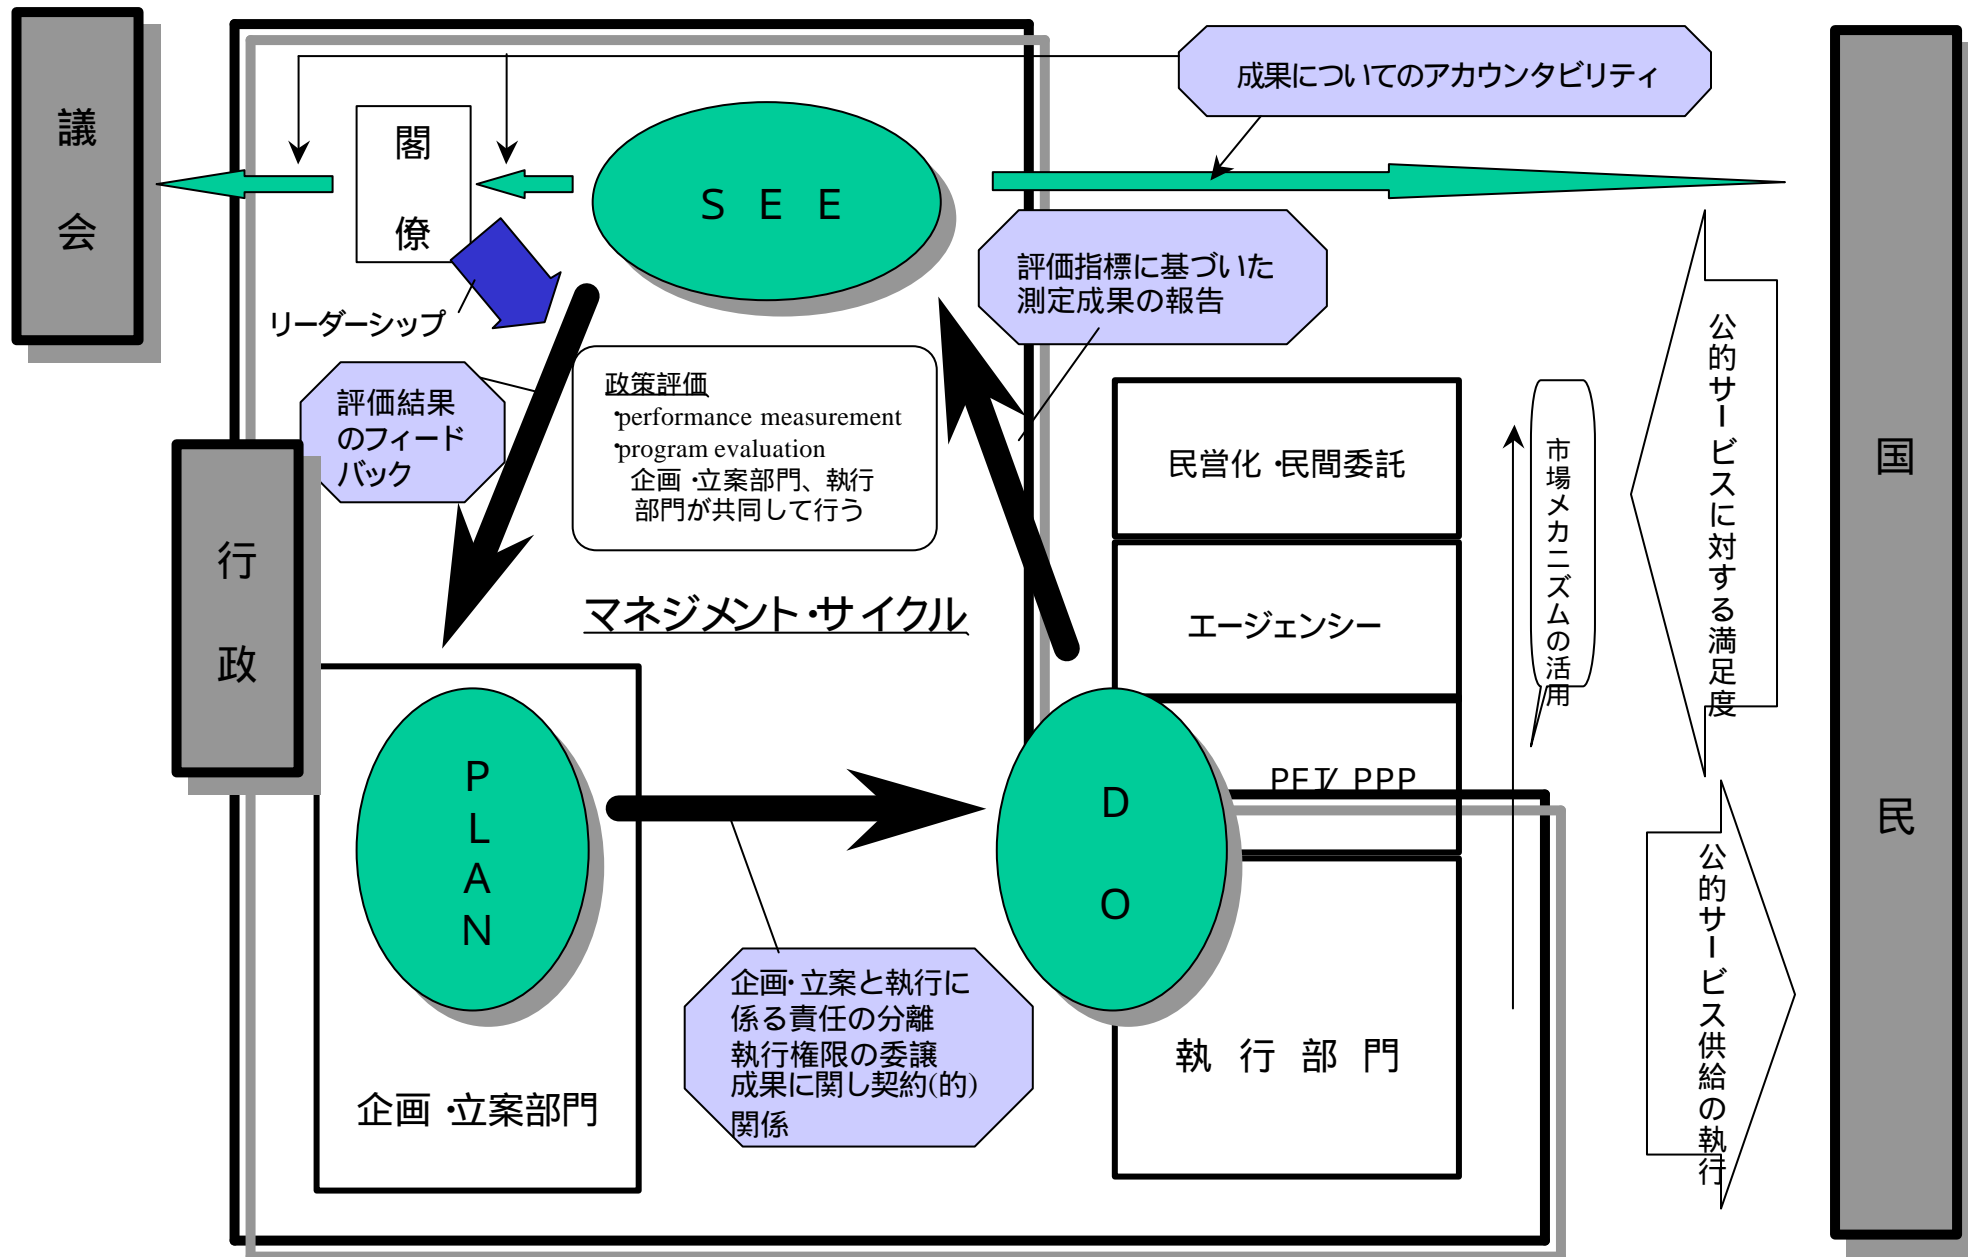 議
会
成果についてのアカウンタビリティ
閣
僚
S E E
評価指標に基づいた
測定成果の報告
リーダーシップ
政策評価
・performance measurement
・program evaluation
企画・立案部門、執行
部門が共同して行う
評価結果
のフィード
バック
行
政
マネジメント・サイクル
民営化・民間委託
エージェンシー
PFI/ PPP
市場メカニズムの活用
公的サービスに対する満足度
国
民
P
L
A
N
D
O
企画・立案と執行に
係る責任の分離
執行権限の委譲
成果に関し契約(的)
関係
企画・立案部門
執 行 部 門
公的サービス供給の執行